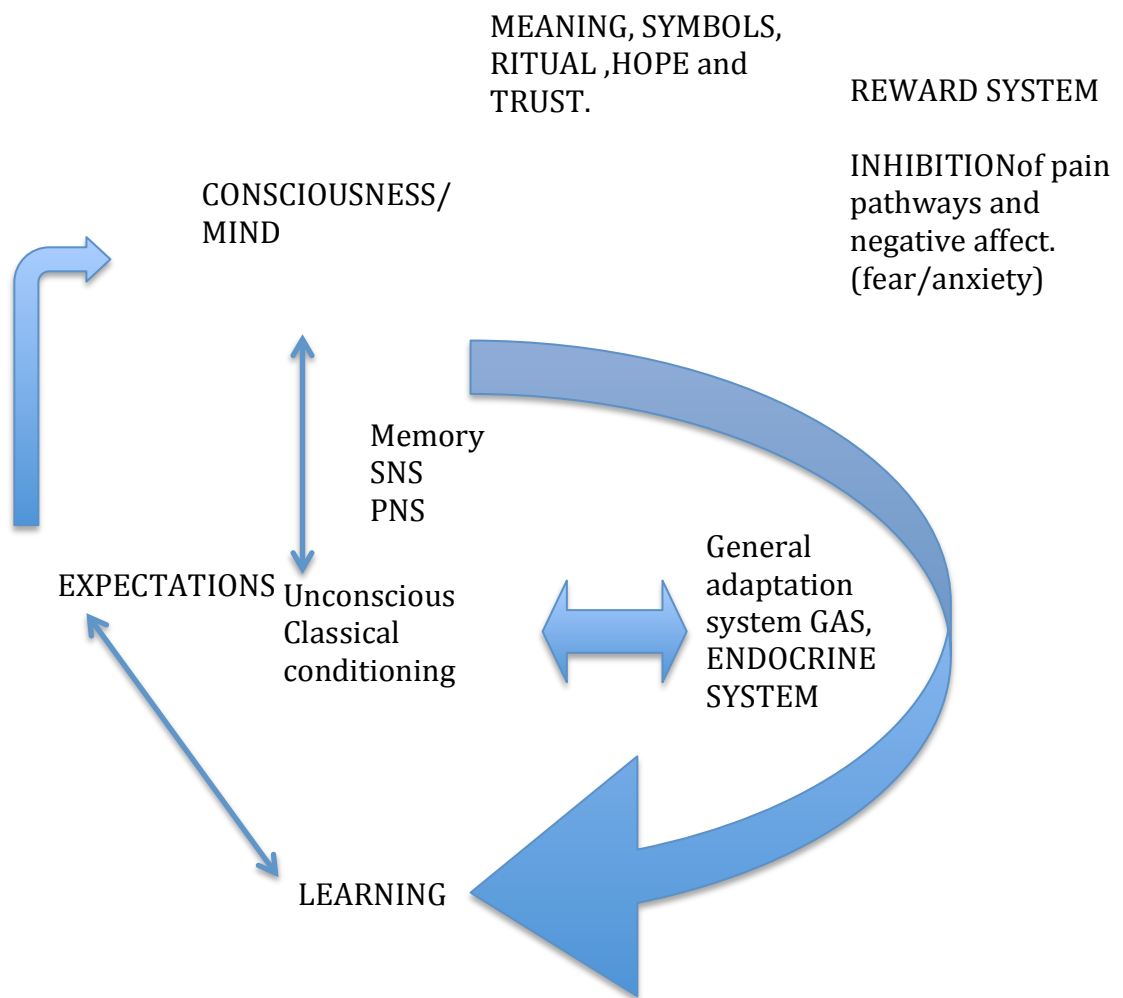 MEANING, SYMBOLS,
RITUAL ,HOPE and
TRUST.
REWARD SYSTEM
INHIBITIONof pain
pathways and
negative affect.
(fear/anxiety)
CONSCIOUSNESS/
MIND
Memory
SNS
PNS
EXPECTATIONS
Unconscious
Classical
conditioning
General
adaptation
system GAS,
ENDOCRINE
SYSTEM
LEARNING